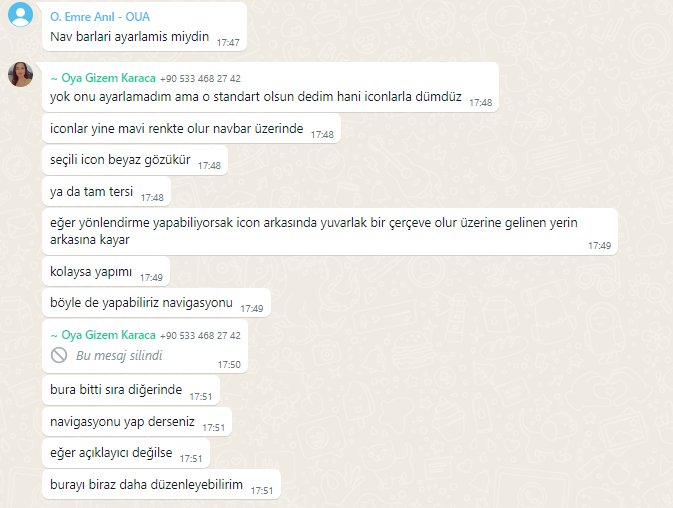 O. Emre Anıl - OUA
Nav barlari ayarlamis miydin 17:47
~ Oya Gizem Karaca +90 533 468 27 42
yok onu ayarlamadım ama o standart olsun dedim hani iconlarla dümdüz 17:48
iconlar yine mavi renkte olur navbar üzerinde 17:48
seçili icon beyaz gözükür 17:48
ya da tam tersi 17:48
eğer yönlendirme yapabiliyorsak icon arkasında yuvarlak bir çerçeve olur üzerine gelinen yerin
arkasına kayar 17:49
kolaysa yapımı 17:49
böyle de yapabiliriz navigasyonu 17:49
~ Oya Gizem Karaca +90 533 468 27 42
Bu mesaj silindi 17:50
bura bitti sıra diğerinde 17:51
navigasyonu yap derseniz 17:51
eğer açıklayıcı değilse 17:51
burayı biraz daha düzenleyebilirim 17:51